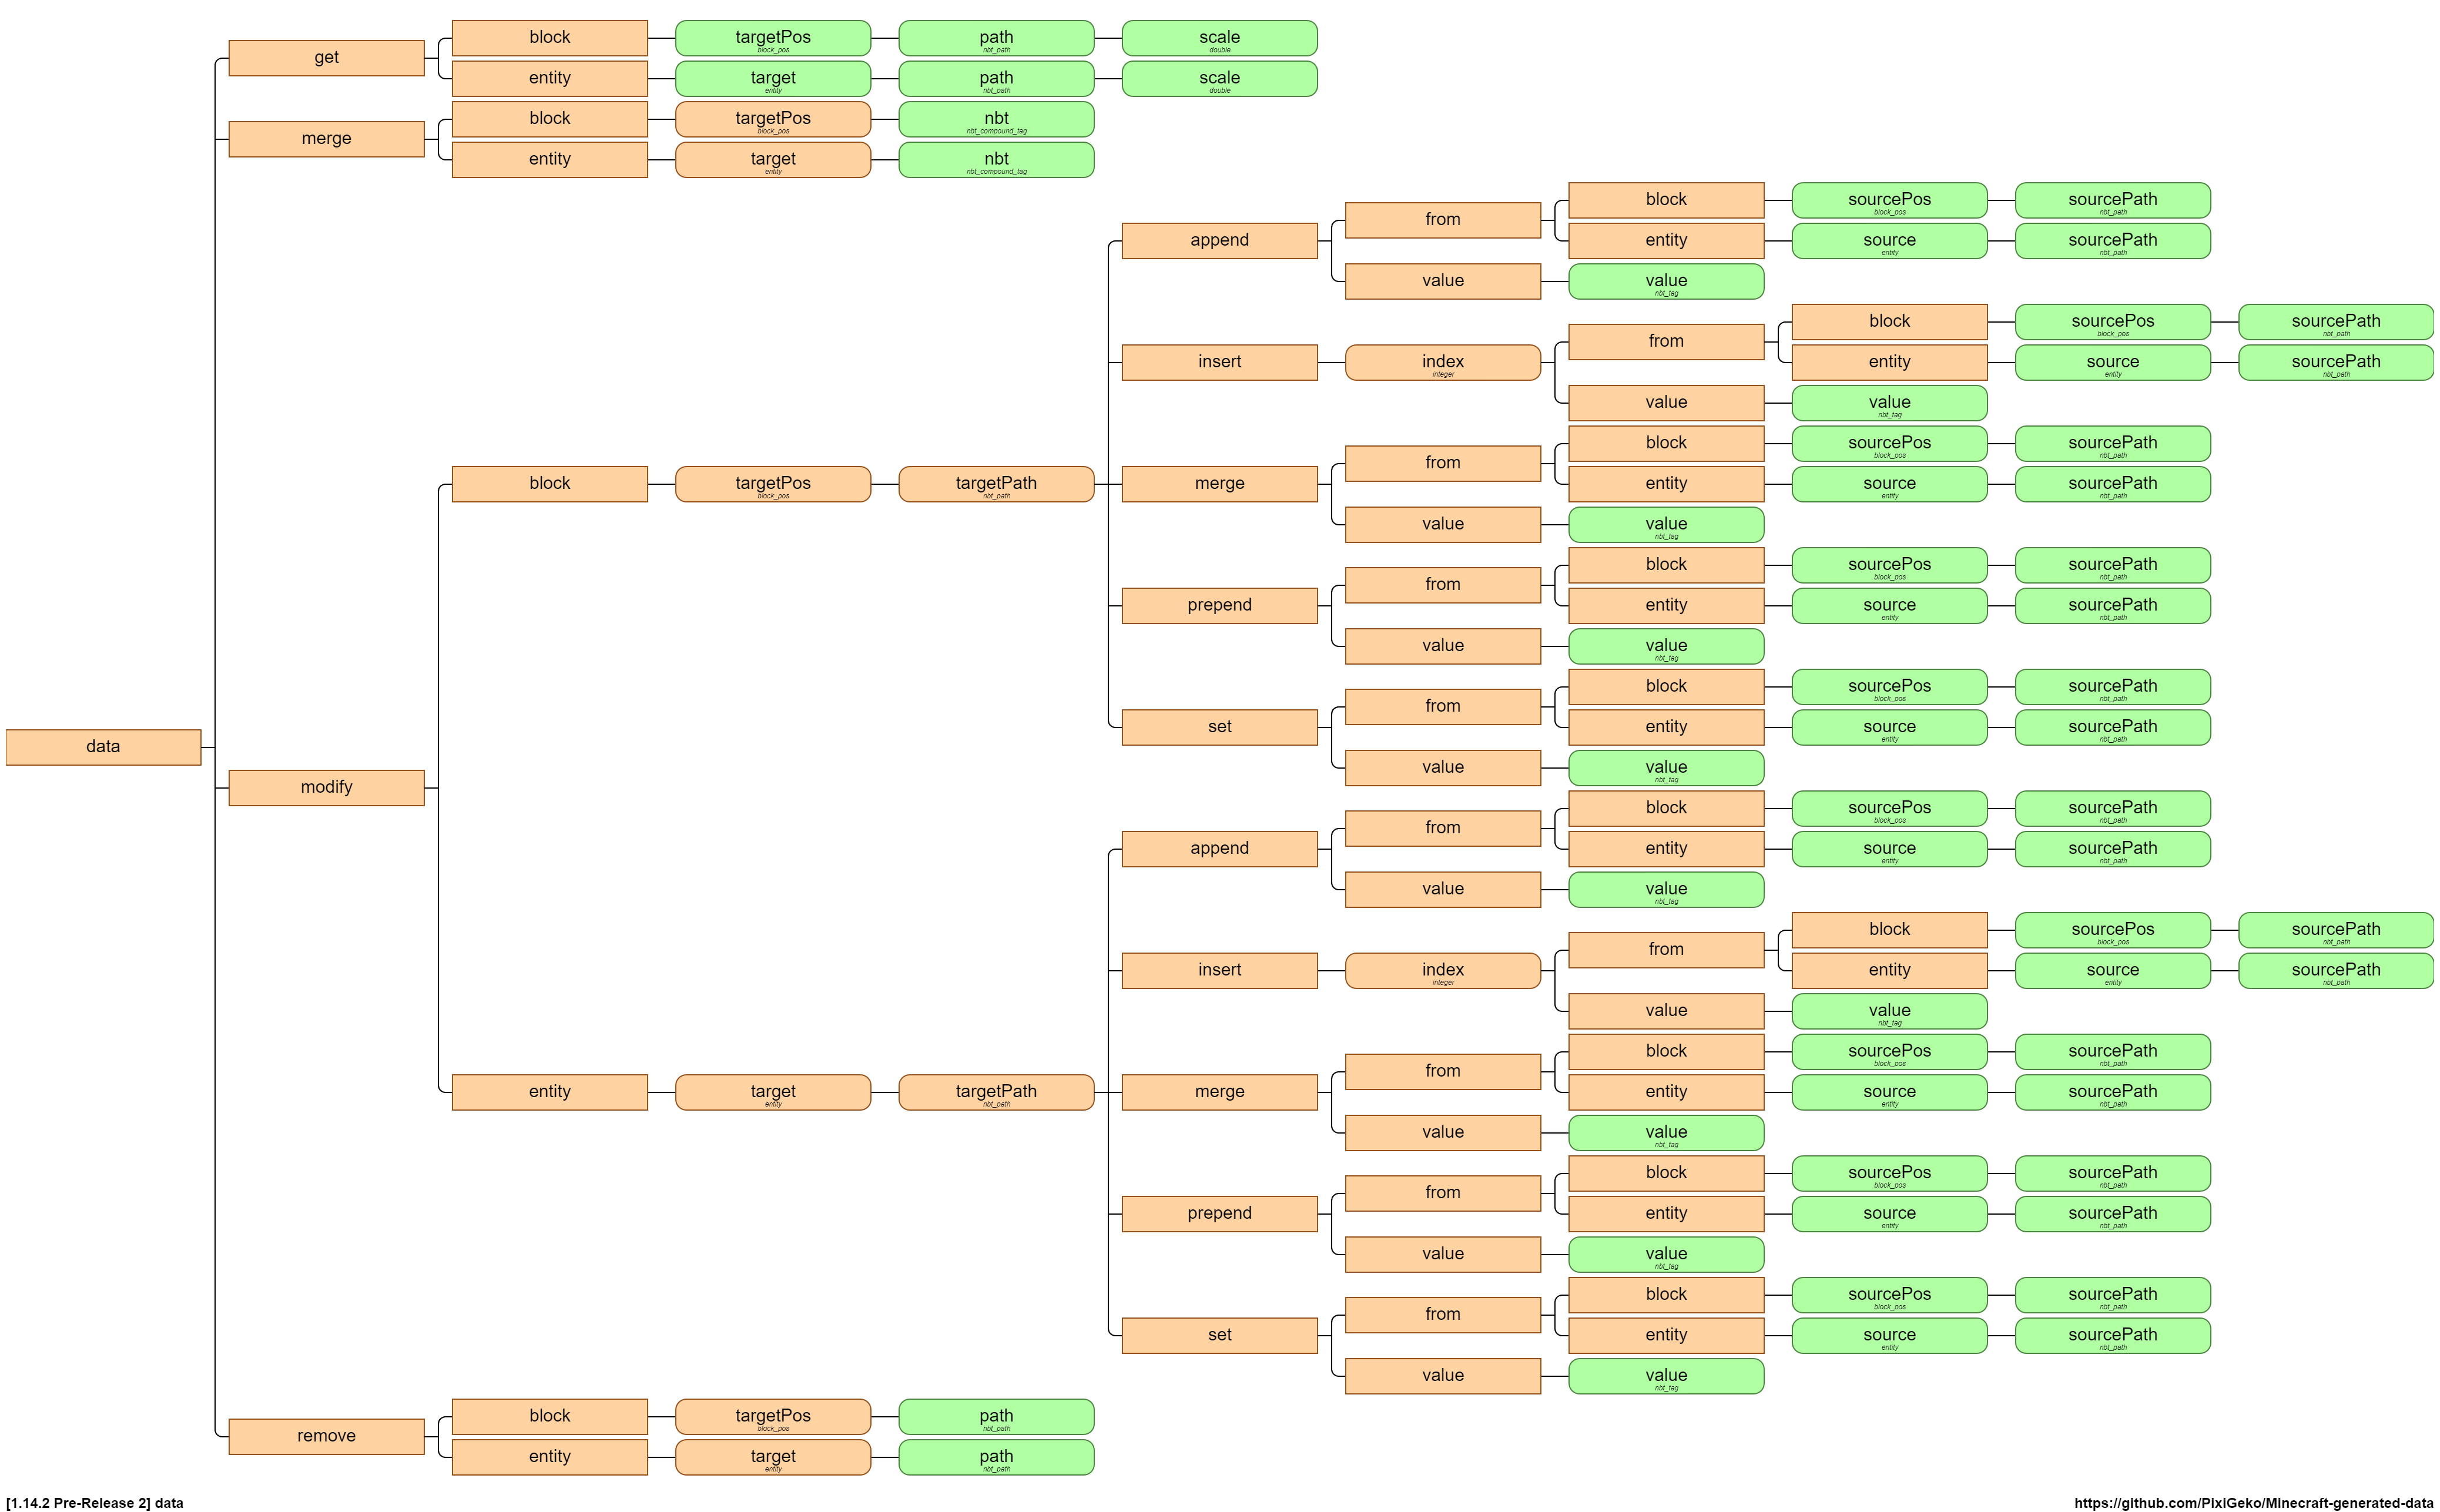 block
targetPos
block_pos
path
nbt_path
scale
double
get
entity
target
entity
path
nbt_path
scale
double
block
targetPos
block_pos
nbt
nbt_compound_tag
merge
entity
target
entity
nbt
nbt_compound_tag
block
sourcePos
block_pos
sourcePath
nbt_path
from
append
entity
source
entity
sourcePath
nbt_path
value
value
nbt_tag
block
sourcePos
block_pos
sourcePath
nbt_path
from
insert
index
integer
entity
source
entity
sourcePath
nbt_path
value
value
nbt_tag
block
sourcePos
block_pos
sourcePath
nbt_path
from
block
targetPos
block_pos
targetPath
nbt_path
merge
entity
source
entity
sourcePath
nbt_path
value
value
nbt_tag
block
sourcePos
block_pos
sourcePath
nbt_path
from
prepend
entity
source
entity
sourcePath
nbt_path
value
value
nbt_tag
block
sourcePos
block_pos
sourcePath
nbt_path
from
set
entity
source
entity
sourcePath
nbt_path
data
value
value
nbt_tag
modify
block
sourcePos
block_pos
sourcePath
nbt_path
from
append
entity
source
entity
sourcePath
nbt_path
value
value
nbt_tag
block
sourcePos
block_pos
sourcePath
nbt_path
from
insert
index
integer
entity
source
entity
sourcePath
nbt_path
value
value
nbt_tag
block
sourcePos
block_pos
sourcePath
nbt_path
from
entity
target
entity
targetPath
nbt_path
merge
entity
source
entity
sourcePath
nbt_path
value
value
nbt_tag
block
sourcePos
block_pos
sourcePath
nbt_path
from
prepend
entity
source
entity
sourcePath
nbt_path
value
value
nbt_tag
block
sourcePos
block_pos
sourcePath
nbt_path
from
set
entity
source
entity
sourcePath
nbt_path
value
value
nbt_tag
block
targetPos
block_pos
path
nbt_path
remove
entity
target
entity
path
nbt_path
[1.14.2 Pre-Release 2] data
https://github.com/PixiGeko/Minecraft-generated-data